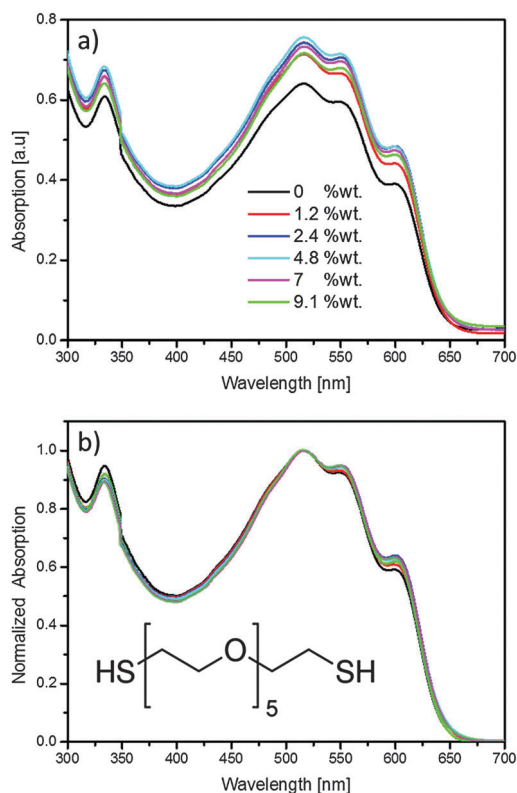 a)
0.8
0.6
0.4
0.2
0.0
Absorption [a.u]
0 %wt.
1.2 %wt.
2.4 %wt.
4.8 %wt.
7 %wt.
9.1 %wt.
300 350 400 450 500 550 600 650 700
Wavelength [nm]
b)
1.0
0.8
0.6
0.4
0.2
0.0
Normalized Absorption
HS O SH
5
300 350 400 450 500 550 600 650 700
Wavelength [nm]